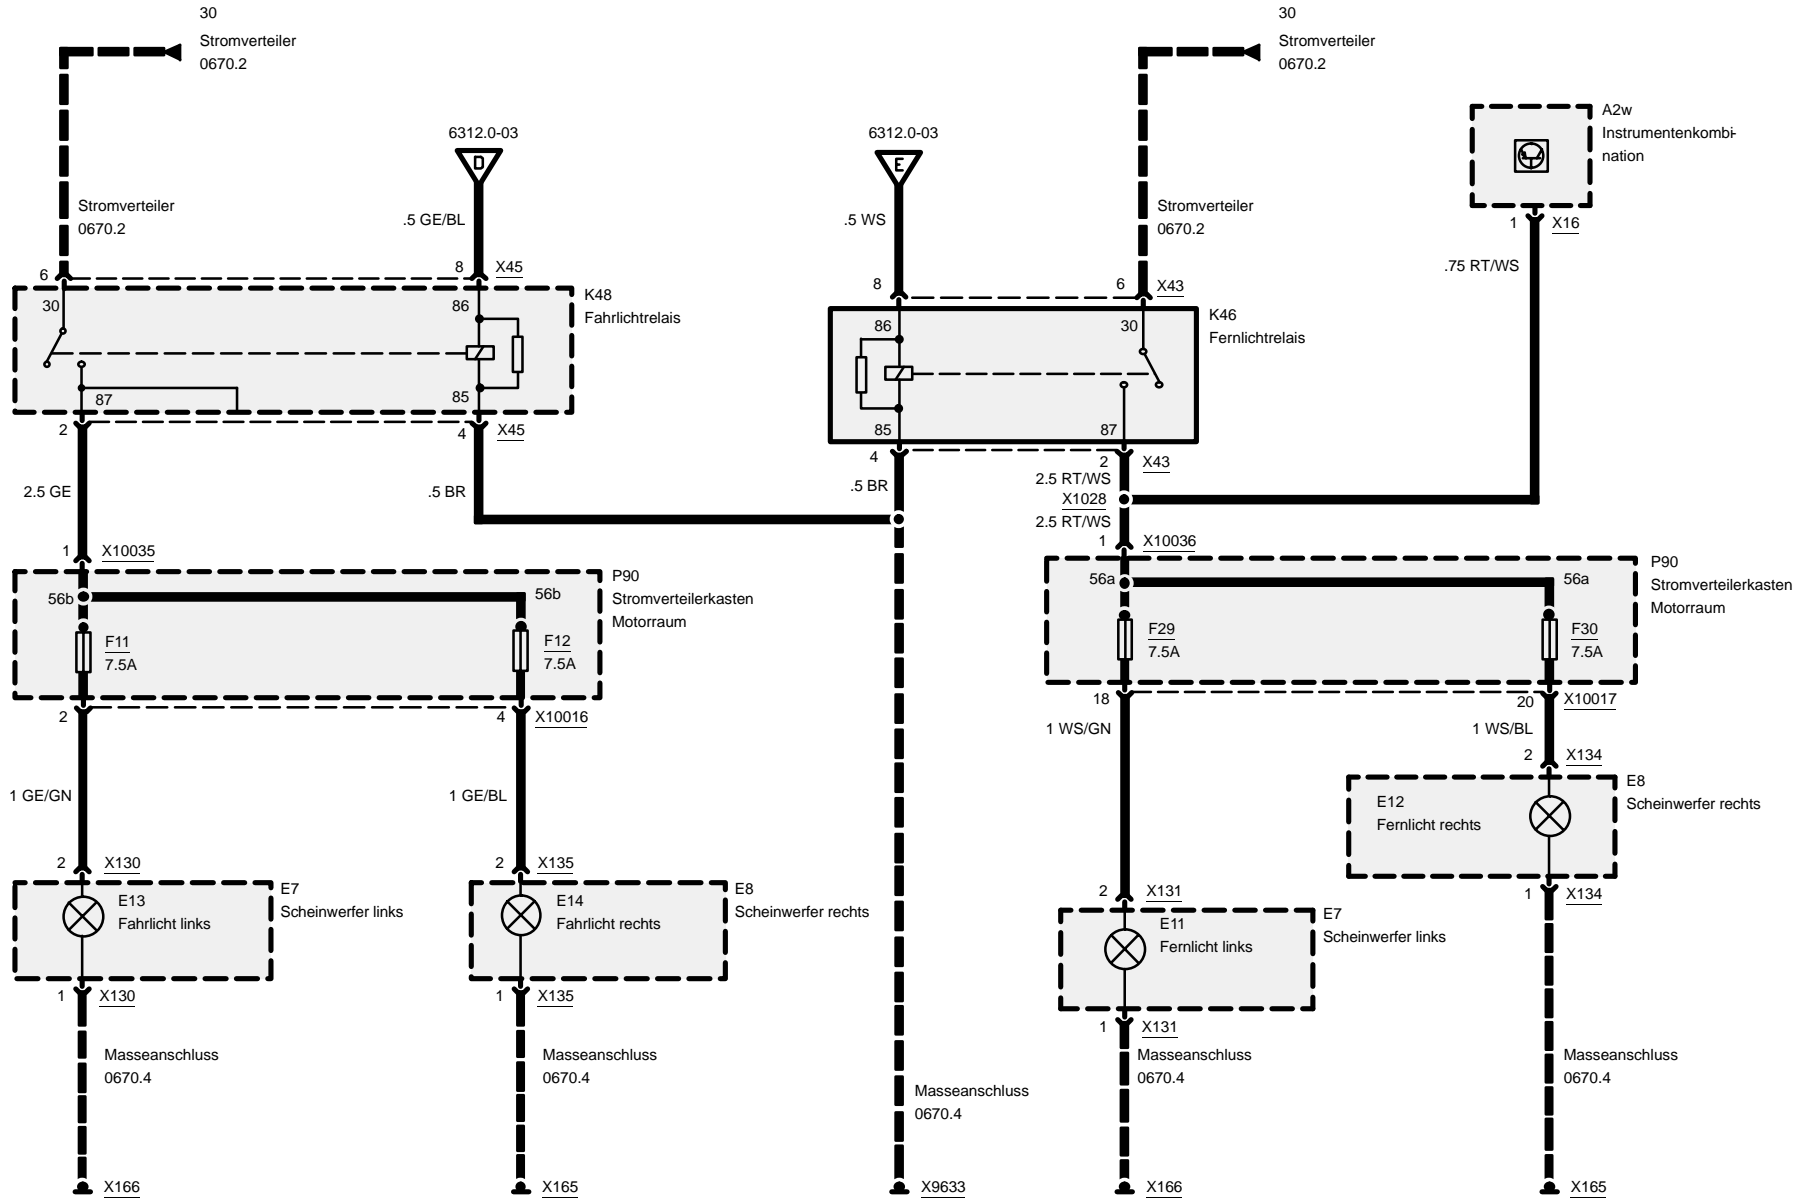 30
Stromverteiler
0670.2
30
Stromverteiler
0670.2
A2w
Instrumentenkombi-
nation
6312.0-03
D
6312.0-03
E
Stromverteiler
0670.2
.5 GE/BL
.5 WS
Stromverteiler
0670.2
1
X16
.75 RT/WS
6
8
X45
8
6
X43
30
86
K48
Fahrlichtrelais
86
30
K46
Fernlichtrelais
87
85
85
87
2
4
X45
4
2
X43
2.5 GE
.5 BR
.5 BR
2.5 RT/WS
X1028
2.5 RT/WS
1
X10035
1
X10036
56b
56b
P90
Stromverteilerkasten
Motorraum
56a
56a
P90
Stromverteilerkasten
Motorraum
F11
7.5A
F12
7.5A
F29
7.5A
F30
7.5A
2
4
X10016
18
20
X10017
1 WS/GN
1 WS/BL
2
X134
1 GE/GN
1 GE/BL
E12
Fernlicht rechts
E8
Scheinwerfer rechts
2
X130
2
X135
2
X131
1
X134
E13
Fahrlicht links
E7
Scheinwerfer links
E14
Fahrlicht rechts
E8
Scheinwerfer rechts
E11
Fernlicht links
E7
Scheinwerfer links
1
X130
1
X135
1
X131
Masseanschluss
0670.4
Masseanschluss
0670.4
Masseanschluss
0670.4
Masseanschluss
0670.4
Masseanschluss
0670.4
X166
X165
X9633
X166
X165